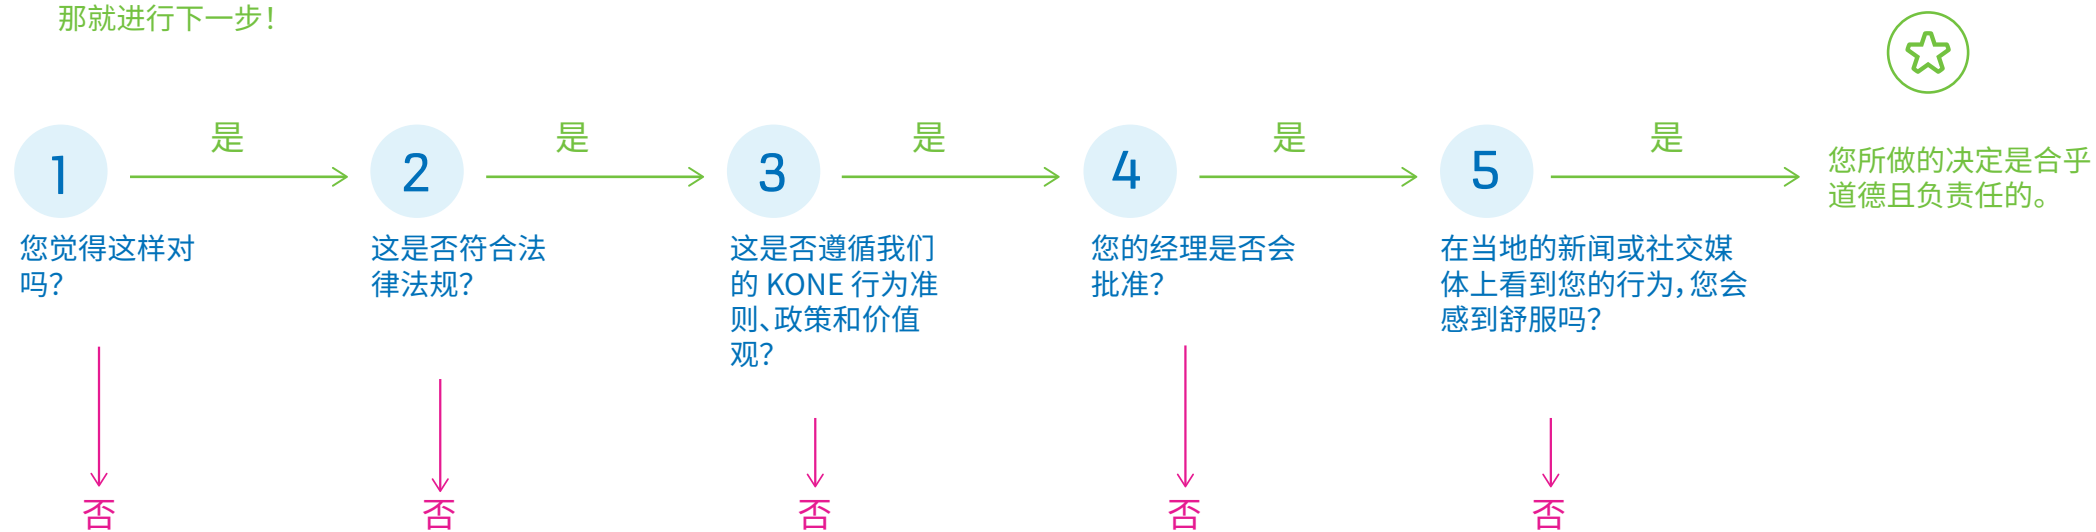 那就进行下一步！
是
是
是
是
是
1
2
3
4
5
您所做的决定是合乎
道德且负责任的。
您觉得这样对
吗？
这是否符合法
律法规？
这是否遵循我们
的 KONE 行为准
则、政策和价值
观？
您的经理是否会
批准？
在当地的新闻或社交媒
体上看到您的行为，您会
感到舒服吗？
否
否
否
否
否